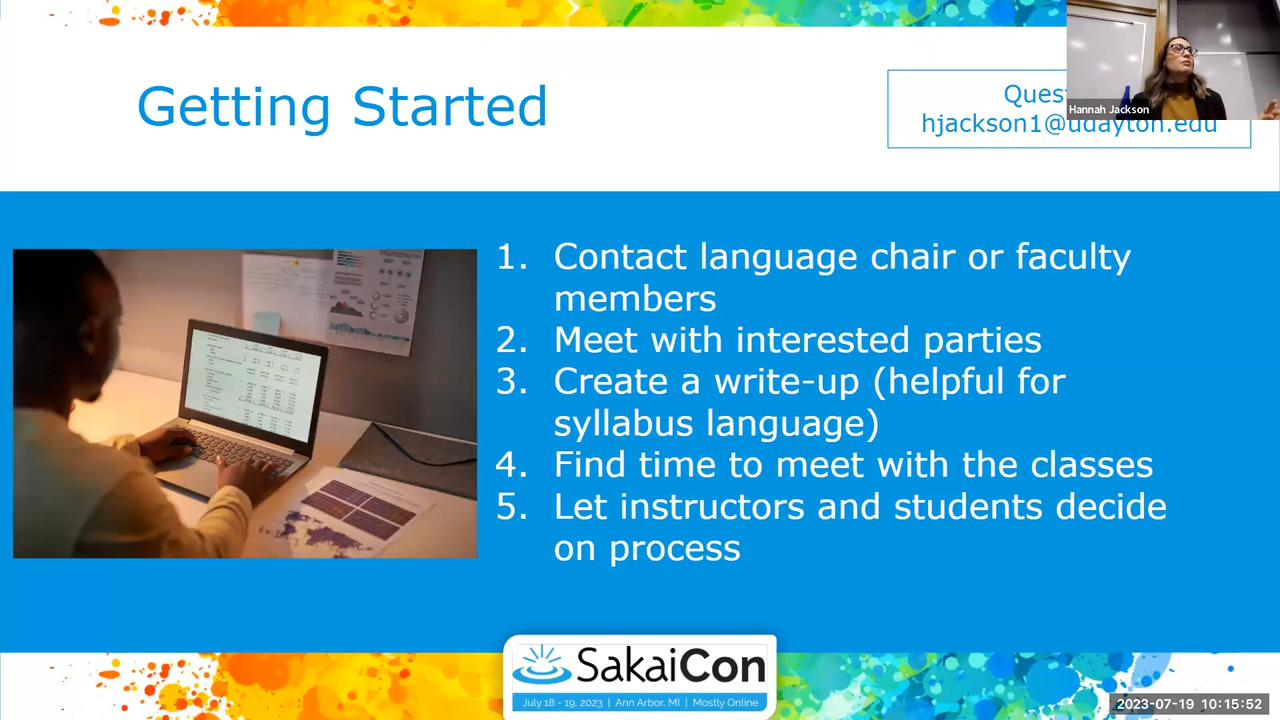 Getting Started
Hannah Jackson
hjackson1@udayton.edu
1. Contact language chair or faculty
members
2. Meet with interested parties
3. Create a write-up (helpful for
syllabus language)
4. Find time to meet with the classes
5. Let instructors and students decide
on process
SakaiCon
July 18 - 19, 2023 | Ann Arbor, MI | Mostly Online
2023-07-19 10:15:52